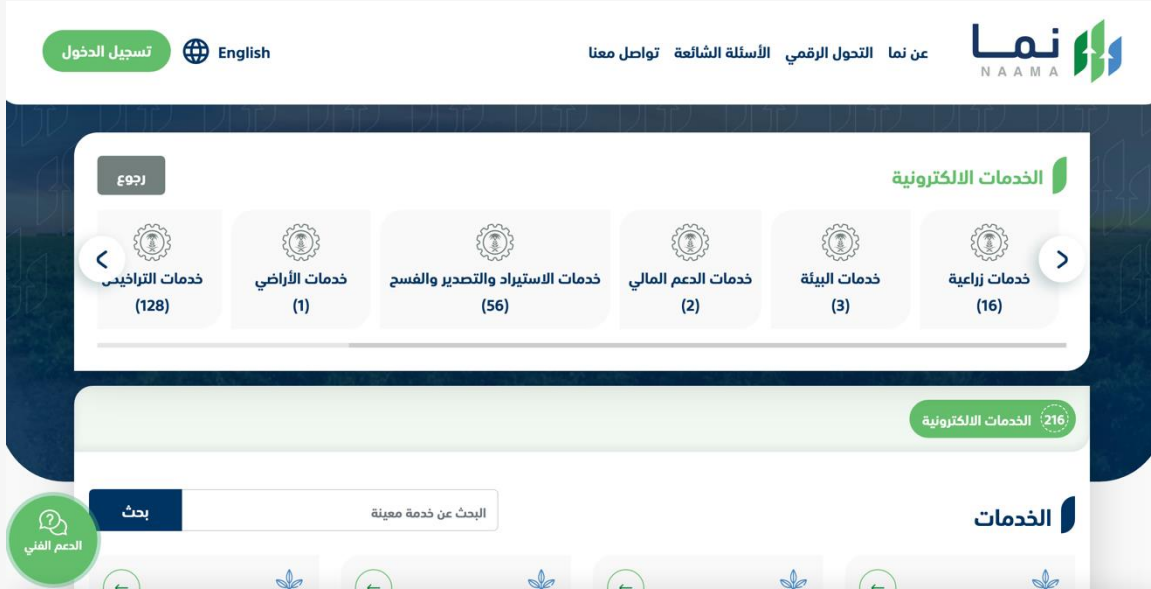 نما
NAAMA
عن نما
التحول الرقمي
الأسئلة الشائعة
تواصل معنا
English
تسجيل الدخول
الخدمات الالكترونية
رجوع
خدمات زراعية
(16)
خدمات البيئة
(3)
خدمات الدعم المالي
(2)
خدمات الاستيراد والتصدير والفسح
(56)
خدمات الأراضي
(1)
خدمات
(128)
216 الخدمات الالكترونية
الخدمات
البحث عن خدمة معينة
بحث
الدعم الفني